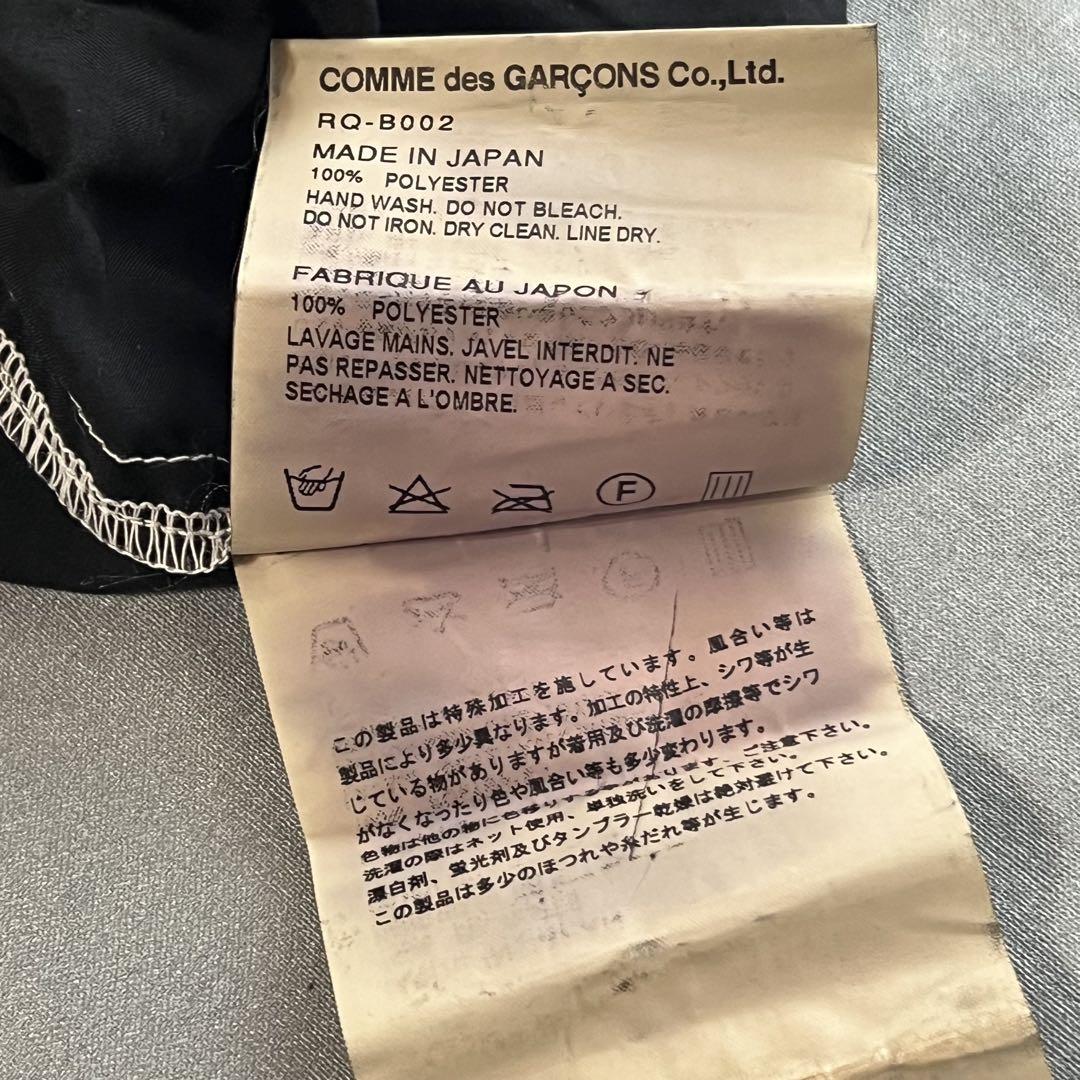 COMME des GARÇONS Co.,Ltd.
RQ-B002
MADE IN JAPAN
100% POLYESTER
HAND WASH. DO NOT BLEACH.
DO NOT IRON. DRY CLEAN. LINE DRY.
FABRIQUE AU JAPON
100% POLYESTER
LAVAGE MAINS. JAVEL INTERDIT. NE
PAS REPASSER. NETTOYAGE A SEC.
SECHAGE A L'OMBRE.
F
この製品は特殊加工を施しています。風合い等は
製品により多少異なります。加工の特性上、シワ等が生
じている物がありますが着用及び洗濯の摩擦等でシワ
がなくなったり色や風合い等も多少変わります。
色物は他の物に色移りする事があります、ご注意下さい。
洗濯の際はネット使用、単独洗いをして下さい。
漂白剤、蛍光剤及びタンブラー乾燥は絶対避けて下さい。
この製品は多少のほつれや糸だれ等が生じます。